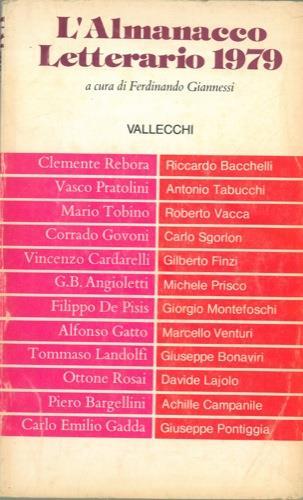 L'Almanacco
Letterario 1979
a cura di Ferdinando Giannessi
VALLECCHI
Clemente Rebora Riccardo Bacchelli
Vasco Pratolini Antonio Tabucchi
Mario Tobino Roberto Vacca
Corrado Govoni Carlo Sgorlon
Vincenzo Cardarelli Gilberto Finzi
G.B. Angioletti Michele Prisco
Filippo De Pisis Giorgio Montefoschi
Alfonso Gatto Marcello Venturi
Tommaso Landolfi Giuseppe Bonaviri
Ottone Rosai Davide Lajolo
Piero Bargellini Achille Campanile
Carlo Emilio Gadda Giuseppe Pontiggia